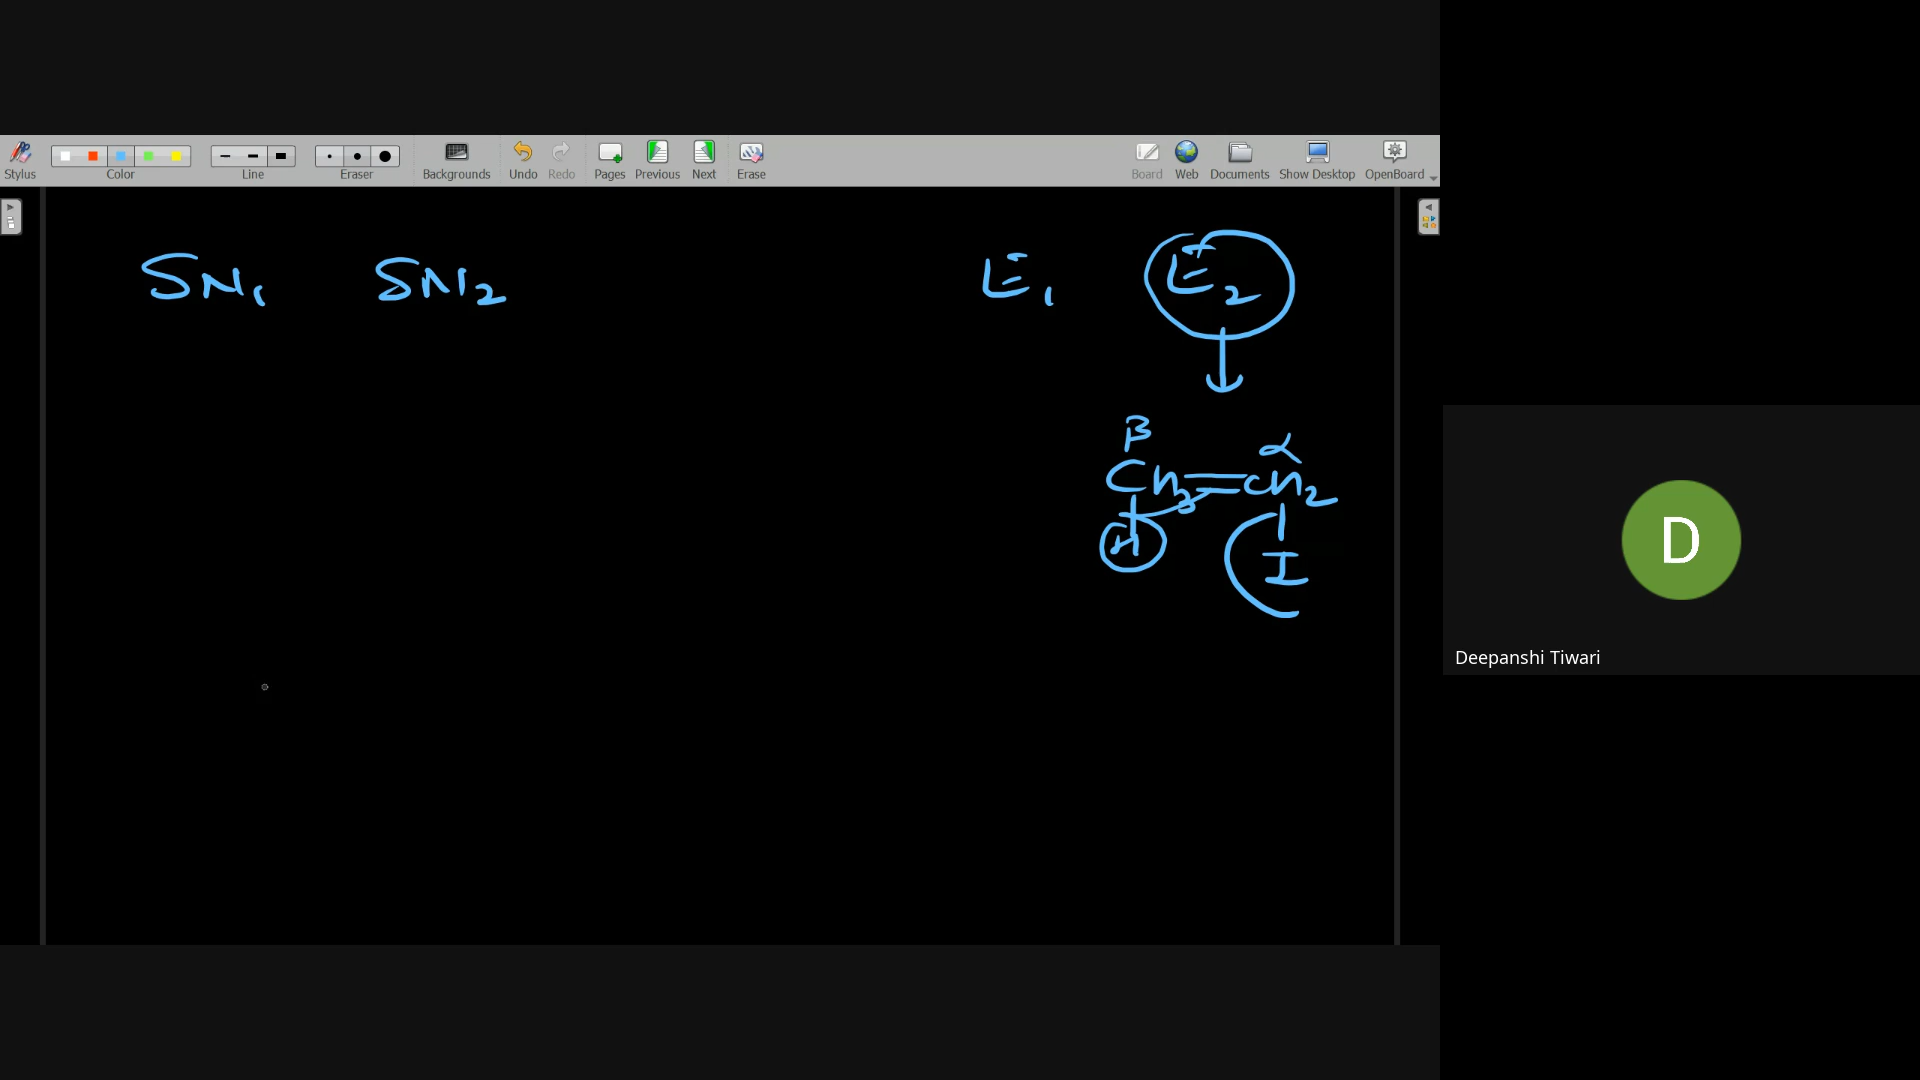 Stylus Color Line Eraser Backgrounds Undo Redo Pages Previous Next Erase Board Web Documents Show Desktop OpenBoard
SN1 SN2 E1 E2
β α
CH3=CH2
H I
D
Deepanshi Tiwari